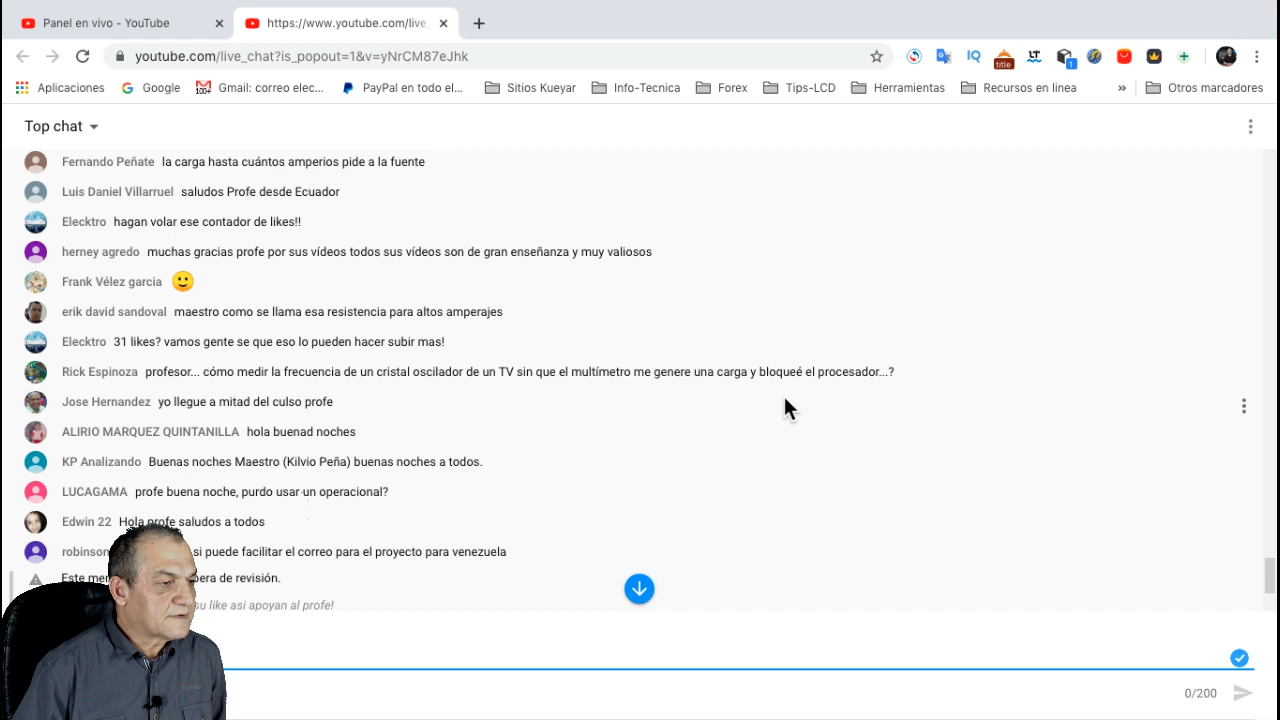 Panel en vivo - YouTube
https://www.youtube.com/live_
youtube.com/live_chat?is_popout=1&v=yNrCM87eJhk
IQ
title
LT
1
Aplicaciones
Google
100+
Gmail: correo elec...
PayPal en todo el...
Sitios Kueyar
Info-Tecnica
Forex
Tips-LCD
Herramientas
Recursos en linea
»
Otros marcadores
Top chat
Fernando Peñate la carga hasta cuántos amperios pide a la fuente
Luis Daniel Villarruel saludos Profe desde Ecuador
Elecktro hagan volar ese contador de likes!!
herney agredo muchas gracias profe por sus vídeos todos sus vídeos son de gran enseñanza y muy valiosos
Frank Vélez garcia 🙂
erik david sandoval maestro como se llama esa resistencia para altos amperajes
Elecktro 31 likes? vamos gente se que eso lo pueden hacer subir mas!
Rick Espinoza profesor... cómo medir la frecuencia de un cristal oscilador de un TV sin que el multímetro me genere una carga y bloqueé el procesador...?
Jose Hernandez yo llegue a mitad del culso profe
ALIRIO MARQUEZ QUINTANILLA hola buenad noches
KP Analizando Buenas noches Maestro (Kilvio Peña) buenas noches a todos.
LUCAGAMA profe buena noche, purdo usar un operacional?
Edwin 22 Hola profe saludos a todos
robinson si puede facilitar el correo para el proyecto para venezuela
Este de revisión.
su like asi apoyan al profe!
0/200